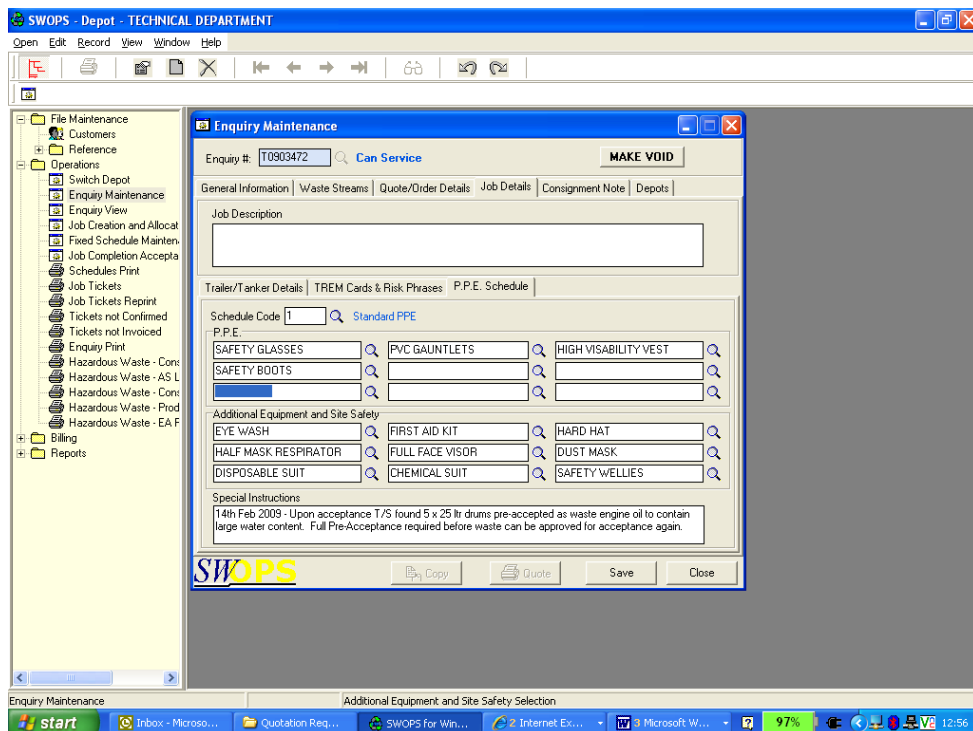 SWOPS - Depot - TECHNICAL DEPARTMENT
Open Edit Record View Window Help
File Maintenance
Customers
Reference
Operations
Switch Depot
Enquiry Maintenance
Enquiry View
Job Creation and Allocat
Fixed Schedule Mainten
Job Completion Accepta
Schedules Print
Job Tickets
Job Tickets Reprint
Tickets not Confirmed
Tickets not Invoiced
Enquiry Print
Hazardous Waste - Cons
Hazardous Waste - AS L
Hazardous Waste - Cons
Hazardous Waste - Prod
Hazardous Waste - EA F
Billing
Reports
Enquiry Maintenance
Enquiry #: T0903472 Can Service MAKE VOID
General Information Waste Streams Quote/Order Details Job Details Consignment Note Depots
Job Description
Trailer/Tanker Details TREM Cards & Risk Phrases P.P.E. Schedule
Schedule Code 1 Standard PPE
P.P.E.
SAFETY GLASSES PVC GAUNTLETS HIGH VISABILITY VEST
SAFETY BOOTS
Additional Equipment and Site Safety
EYE WASH FIRST AID KIT HARD HAT
HALF MASK RESPIRATOR FULL FACE VISOR DUST MASK
DISPOSABLE SUIT CHEMICAL SUIT SAFETY WELLIES
Special Instructions
14th Feb 2009 - Upon acceptance T/S found 5 x 25 ltr drums pre-accepted as waste engine oil to contain
large water content. Full Pre-Acceptance required before waste can be approved for acceptance again.
SWOPS Copy Quote Save Close
Enquiry Maintenance Additional Equipment and Site Safety Selection
start Inbox - Microso... Quotation Req... SWOPS for Win... 2 Internet Ex... 3 Microsoft W... 97% 12:56